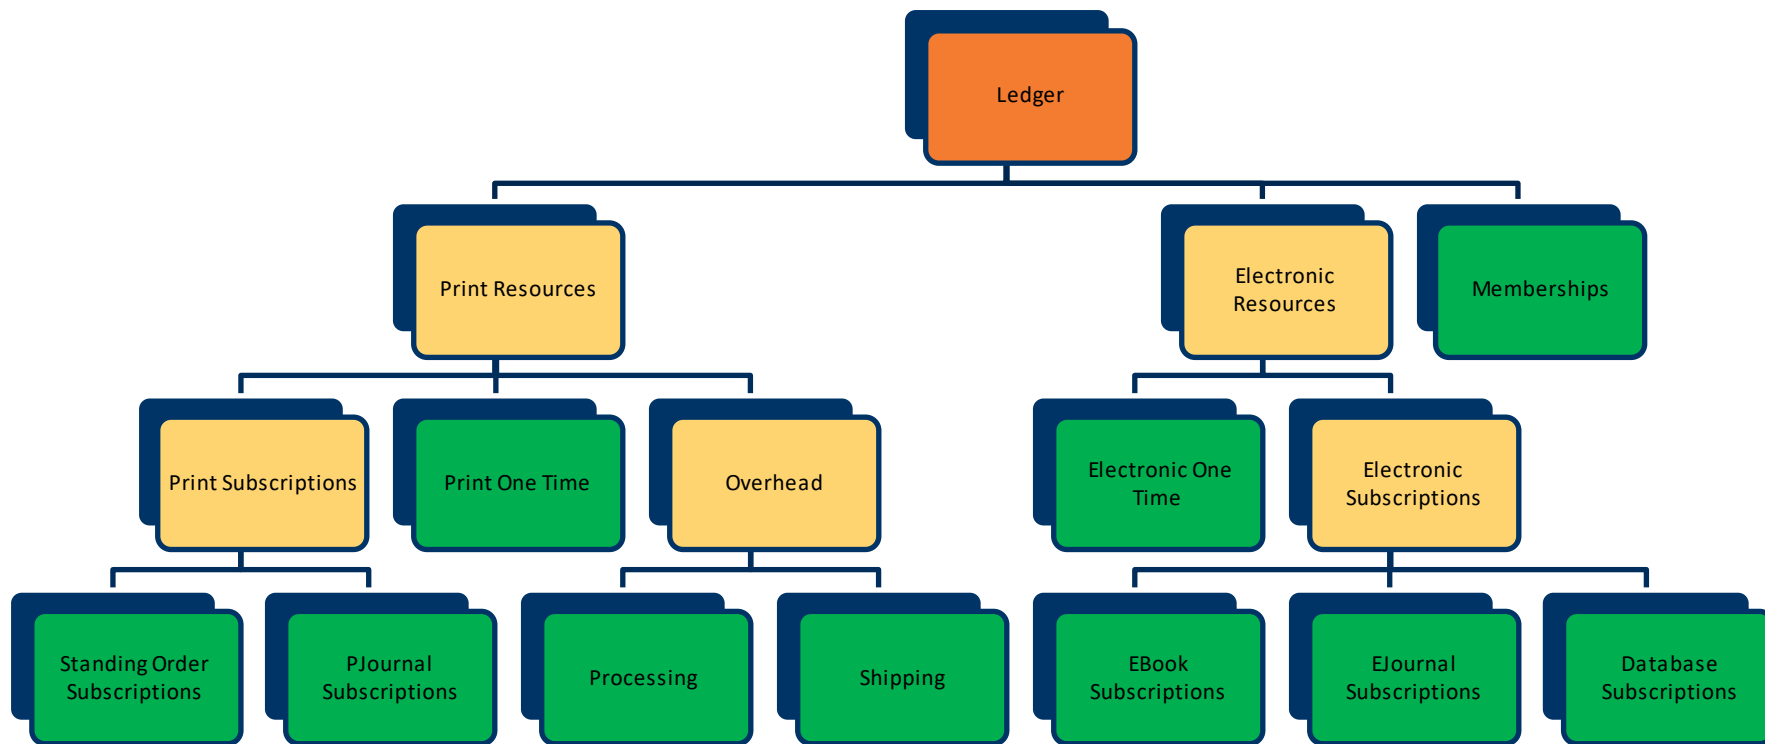 Ledger
Print Resources
Electronic
Resources
Memberships
Print Subscriptions
Print One Time
Overhead
Electronic One
Time
Electronic
Subscriptions
Standing Order
Subscriptions
PJournal
Subscriptions
Processing
Shipping
EBook
Subscriptions
EJournal
Subscriptions
Database
Subscriptions